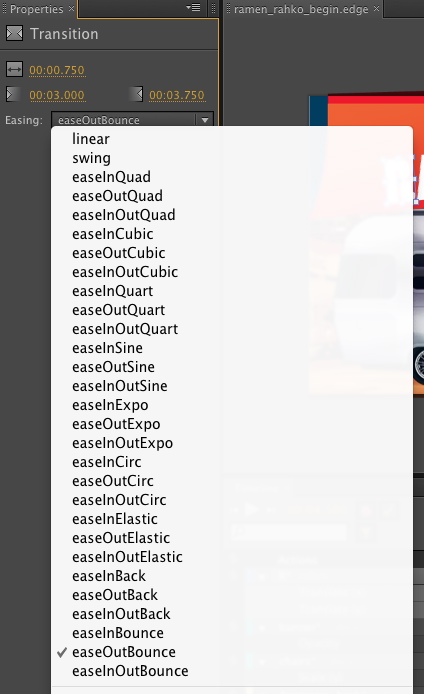 Properties ×
ramen_rahko_begin.edge ×
Transition
00:00.750
00:03.000
00:03.750
Easing: easeOutBounce
linear
swing
easeInQuad
easeOutQuad
easeInOutQuad
easeInCubic
easeOutCubic
easeInOutCubic
easeInQuart
easeOutQuart
easeInOutQuart
easeInSine
easeOutSine
easeInOutSine
easeInExpo
easeOutExpo
easeInOutExpo
easeInCirc
easeOutCirc
easeInOutCirc
easeInElastic
easeOutElastic
easeInOutElastic
easeInBack
easeOutBack
easeInOutBack
easeInBounce
✓ easeOutBounce
easeInOutBounce